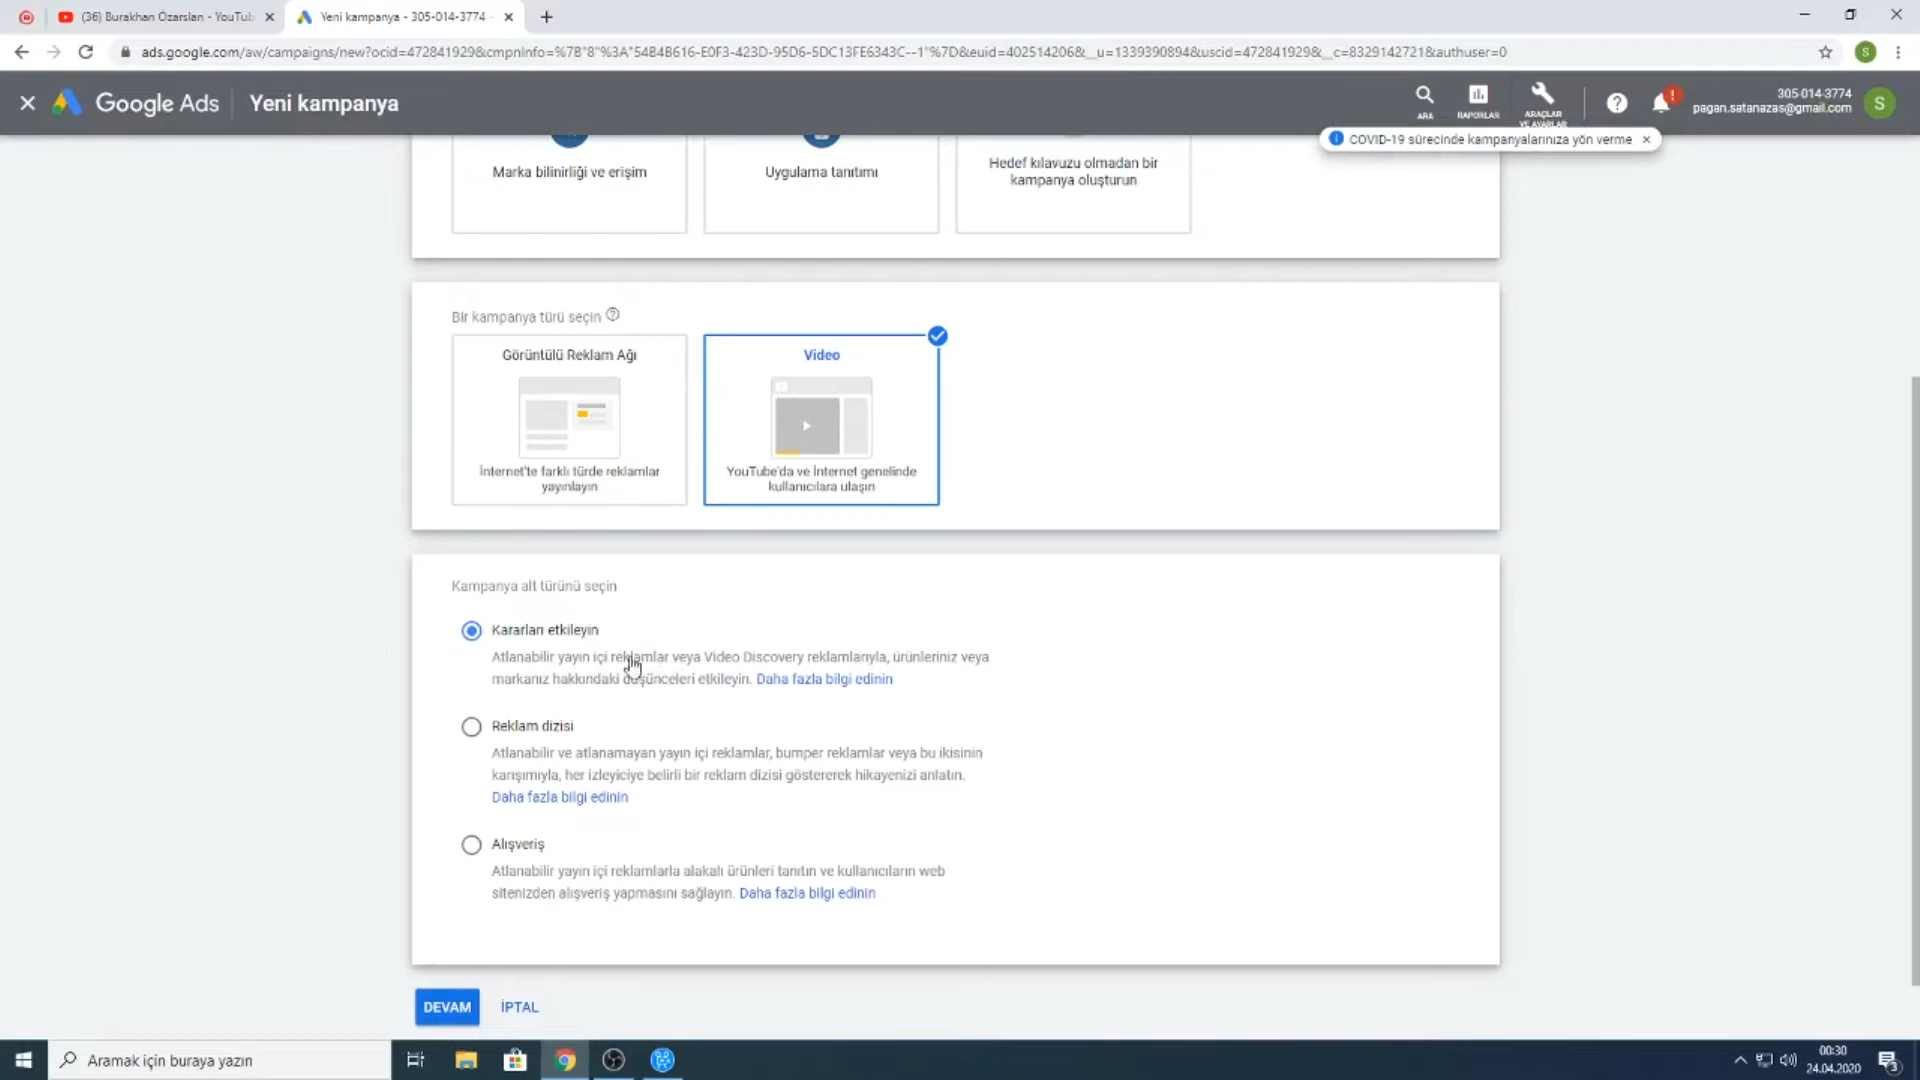 (36) Burakhan Özarslan - YouTub
Yeni kampanya - 305-014-3774 -
ads.google.com/aw/campaigns/new?ocid=472841929&cmpnInfo=%7B"8"%3A"54B4B616-E0F3-423D-95D6-5DC13FE6343C--1"%7D&euid=402514206&__u=1339390894&uscid=472841929&__c=8329142721&authuser=0
S
Google Ads
Yeni kampanya
ARA
RAPORLAR
ARAÇLAR
VE AYARLAR
305-014-3774
pagan.satanazas@gmail.com
S
COVID-19 sürecinde kampanyalarınıza yön verme
Marka bilinirliği ve erişim
Uygulama tanıtımı
Hedef kılavuzu olmadan bir
kampanya oluşturun
Bir kampanya türü seçin
Görüntülü Reklam Ağı
İnternet'te farklı türde reklamlar
yayınlayın
Video
YouTube'da ve İnternet genelinde
kullanıcılara ulaşın
Kampanya alt türünü seçin
Kararları etkileyin
Atlanabilir yayın içi reklamlar veya Video Discovery reklamlarıyla, ürünleriniz veya
markanız hakkındaki düşünceleri etkileyin. Daha fazla bilgi edinin
Reklam dizisi
Atlanabilir ve atlanamayan yayın içi reklamlar, bumper reklamlar veya bu ikisinin
karışımıyla, her izleyiciye belirli bir reklam dizisi göstererek hikayenizi anlatın.
Daha fazla bilgi edinin
Alışveriş
Atlanabilir yayın içi reklamlarla alakalı ürünleri tanıtın ve kullanıcıların web
sitenizden alışveriş yapmasını sağlayın. Daha fazla bilgi edinin
DEVAM
İPTAL
Aramak için buraya yazın
00:30
24.04.2020
3